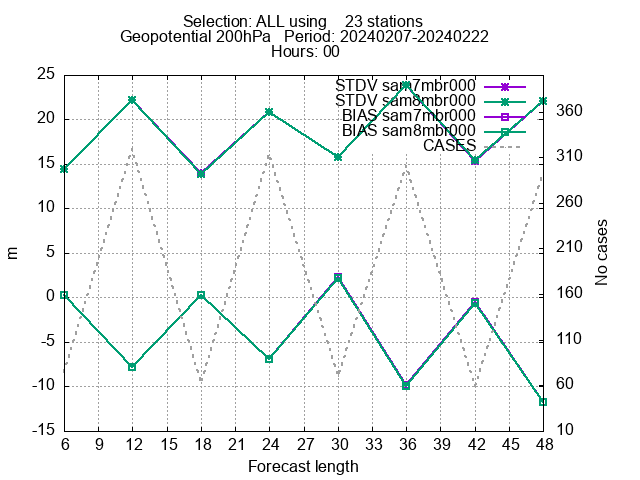 Selection: ALL using    23 stations
Geopotential 200hPa   Period: 20240207-20240222
Hours: 00
STDV sam7mbr000
STDV sam8mbr000
BIAS sam7mbr000
BIAS sam8mbr000
CASES
25
20
15
10
5
0
-5
-10
-15
m
360
310
260
210
160
110
60
10
No cases
6 9 12 15 18 21 24 27 30 33 36 39 42 45 48
Forecast length